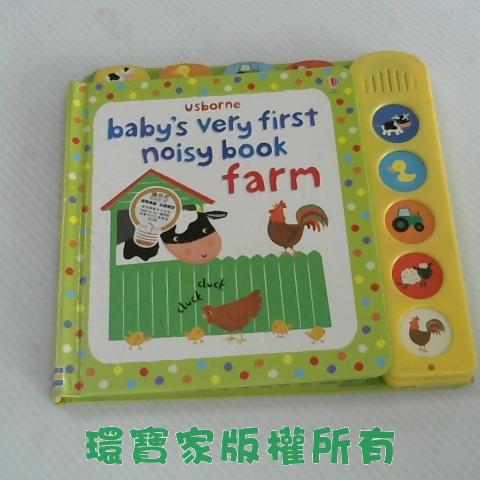 Usborne
baby's very first
noisy book
farm
cluck
cluck
環寶家版權所有